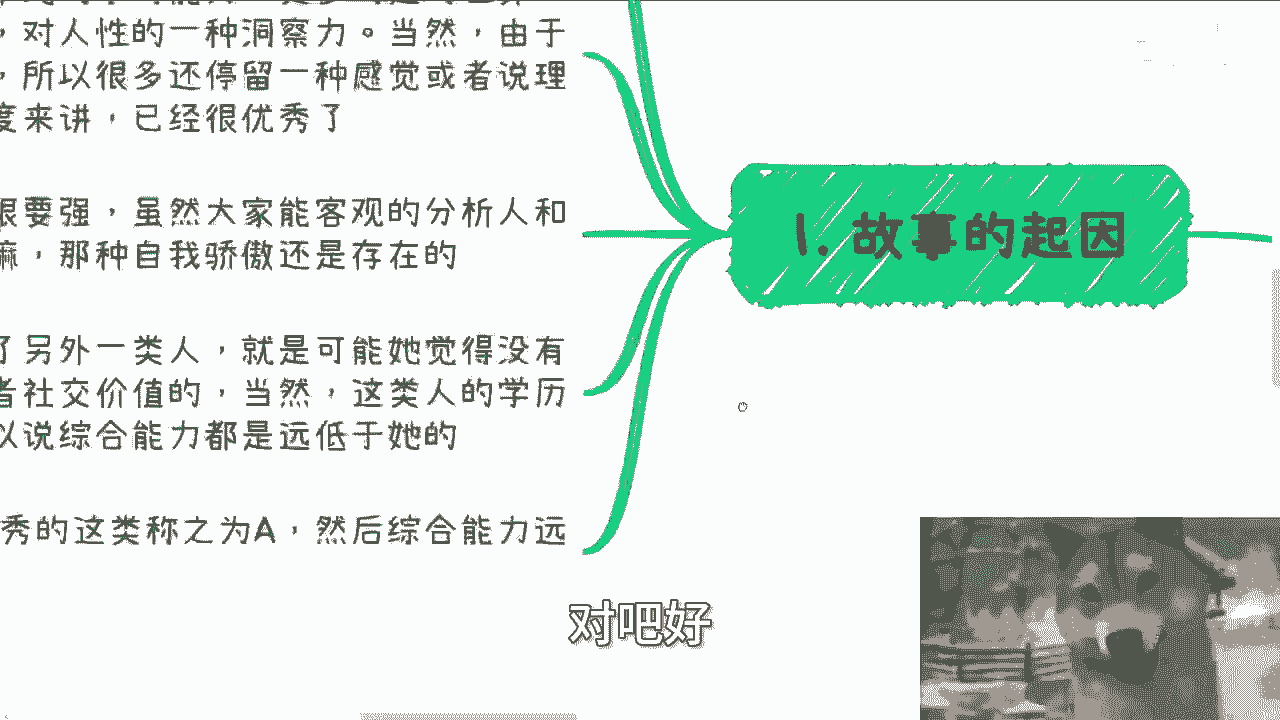 ，对人性的一种洞察力。当然，由于
，所以很多还停留一种感觉或者说理
度来讲，已经很优秀了
很要强，虽然大家能客观的分析人和
嘛，那种自我骄傲还是存在的
了另外一类人，就是可能她觉得没有
者社交价值的，当然，这类人的学历
以说综合能力都是远低于她的
秀的这类称之为A，然后综合能力远
1. 故事的起因
对吧好